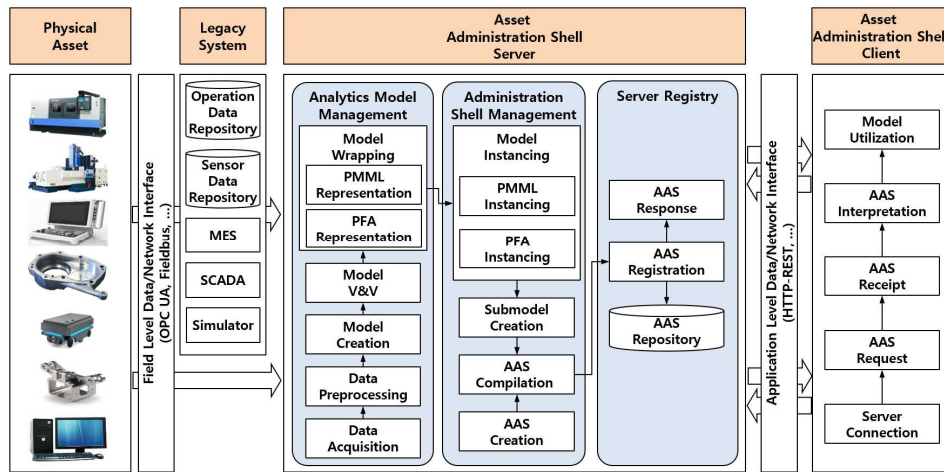 Physical
Asset
Legacy
System
Asset
Administration Shell
Server
Asset
Administration Shell
Client
Field Level Data/Network Interface
(OPC UA, Fieldbus, ...)
Operation
Data
Repository
Sensor
Data
Repository
MES
SCADA
Simulator
Analytics Model
Management
Model
Wrapping
PMML
Representation
PFA
Representation
Model
V&V
Model
Creation
Data
Preprocessing
Data
Acquisition
Administration
Shell Management
Model
Instancing
PMML
Instancing
PFA
Instancing
Submodel
Creation
AAS
Compilation
AAS
Creation
Server Registry
AAS
Response
AAS
Registration
AAS
Repository
Application Level Data/Network Interface
(HTTP-REST, ...)
Model
Utilization
AAS
Interpretation
AAS
Receipt
AAS
Request
Server
Connection